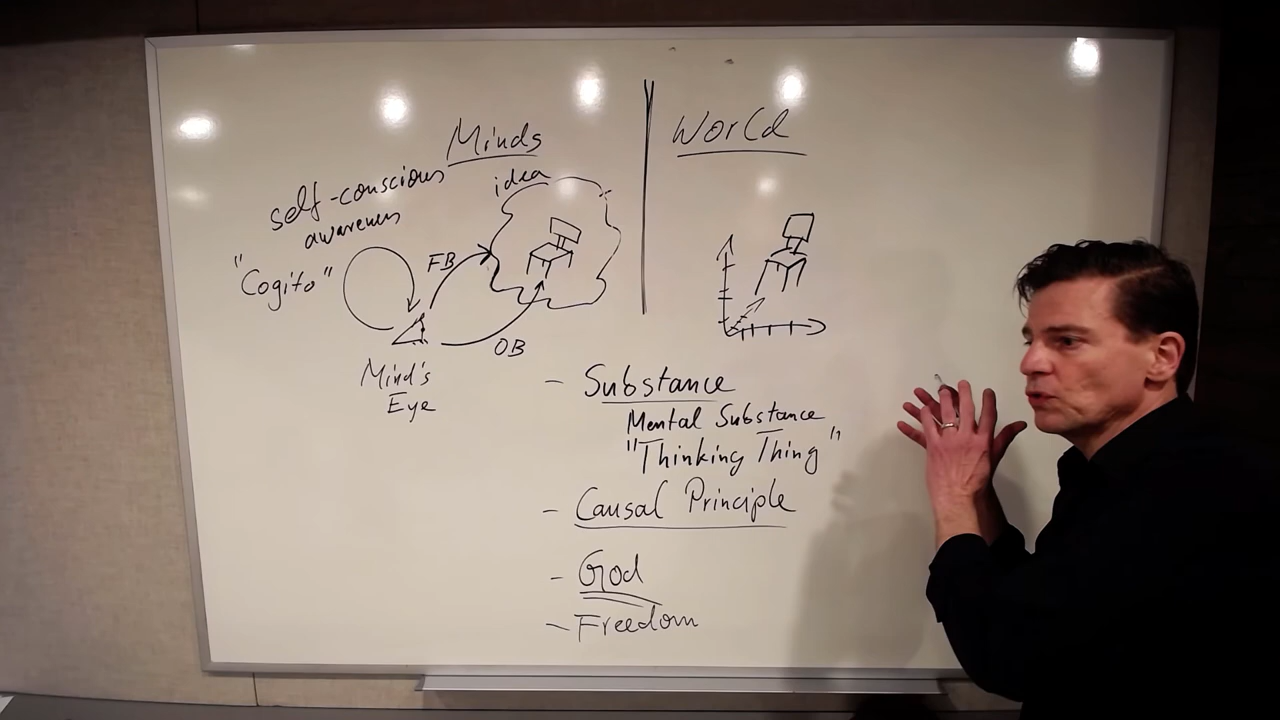 Minds
World
idea
self-conscious
awareness
"Cogito"
FB
OB
Mind's
Eye
- Substance
Mental Substance
"Thinking Thing"
- Causal Principle
- God
- Freedom